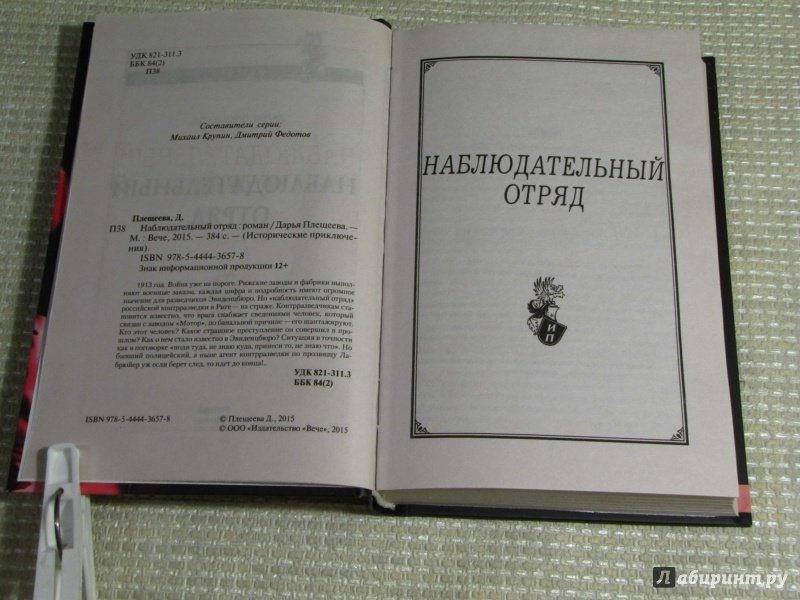 УДК 821-311.3
ББК 84(2)
П38
Составители серии:
Михаил Крупин, Дмитрий Федотов
Плещеева, Д.
П38 Наблюдательный отряд : роман / Дарья Плещеева. —
М. : Вече, 2015. — 384 с. — (Исторические приключе-
ния).
ISBN 978-5-4444-3657-8
Знак информационной продукции 12+
1913 год. Война уже на пороге. Рижские заводы и фабрики выпол-
няют военные заказы, каждая цифра и подробность имеют огромное
значение для разведчиков Эвиденцбюро. Но «наблюдательный отряд»
российской контрразведки в Риге — на страже. Контрразведчикам ста-
новится известно, что врага снабжает сведениями человек, который
связан с заводом «Мотор», по банальной причине — его шантажируют.
Кто этот человек? Какое страшное преступление он совершил в про-
шлом? Как о нем стало известно в Эвиденцбюро? Ситуация в точности
как в поговорке «поди туда, не знаю куда, принеси то, не знаю что». Но
бывший полицейский, а ныне агент контрразведки по прозвищу Ла-
брюйер уж если берет след, то идет до конца!..
УДК 821-311.3
ББК 84(2)
ISBN 978-5-4444-3657-8
© Плещеева Д., 2015
© ООО «Издательство «Вече», 2015
НАБЛЮДАТЕЛЬНЫЙ
ОТРЯД
ИП
Лабиринт.ру